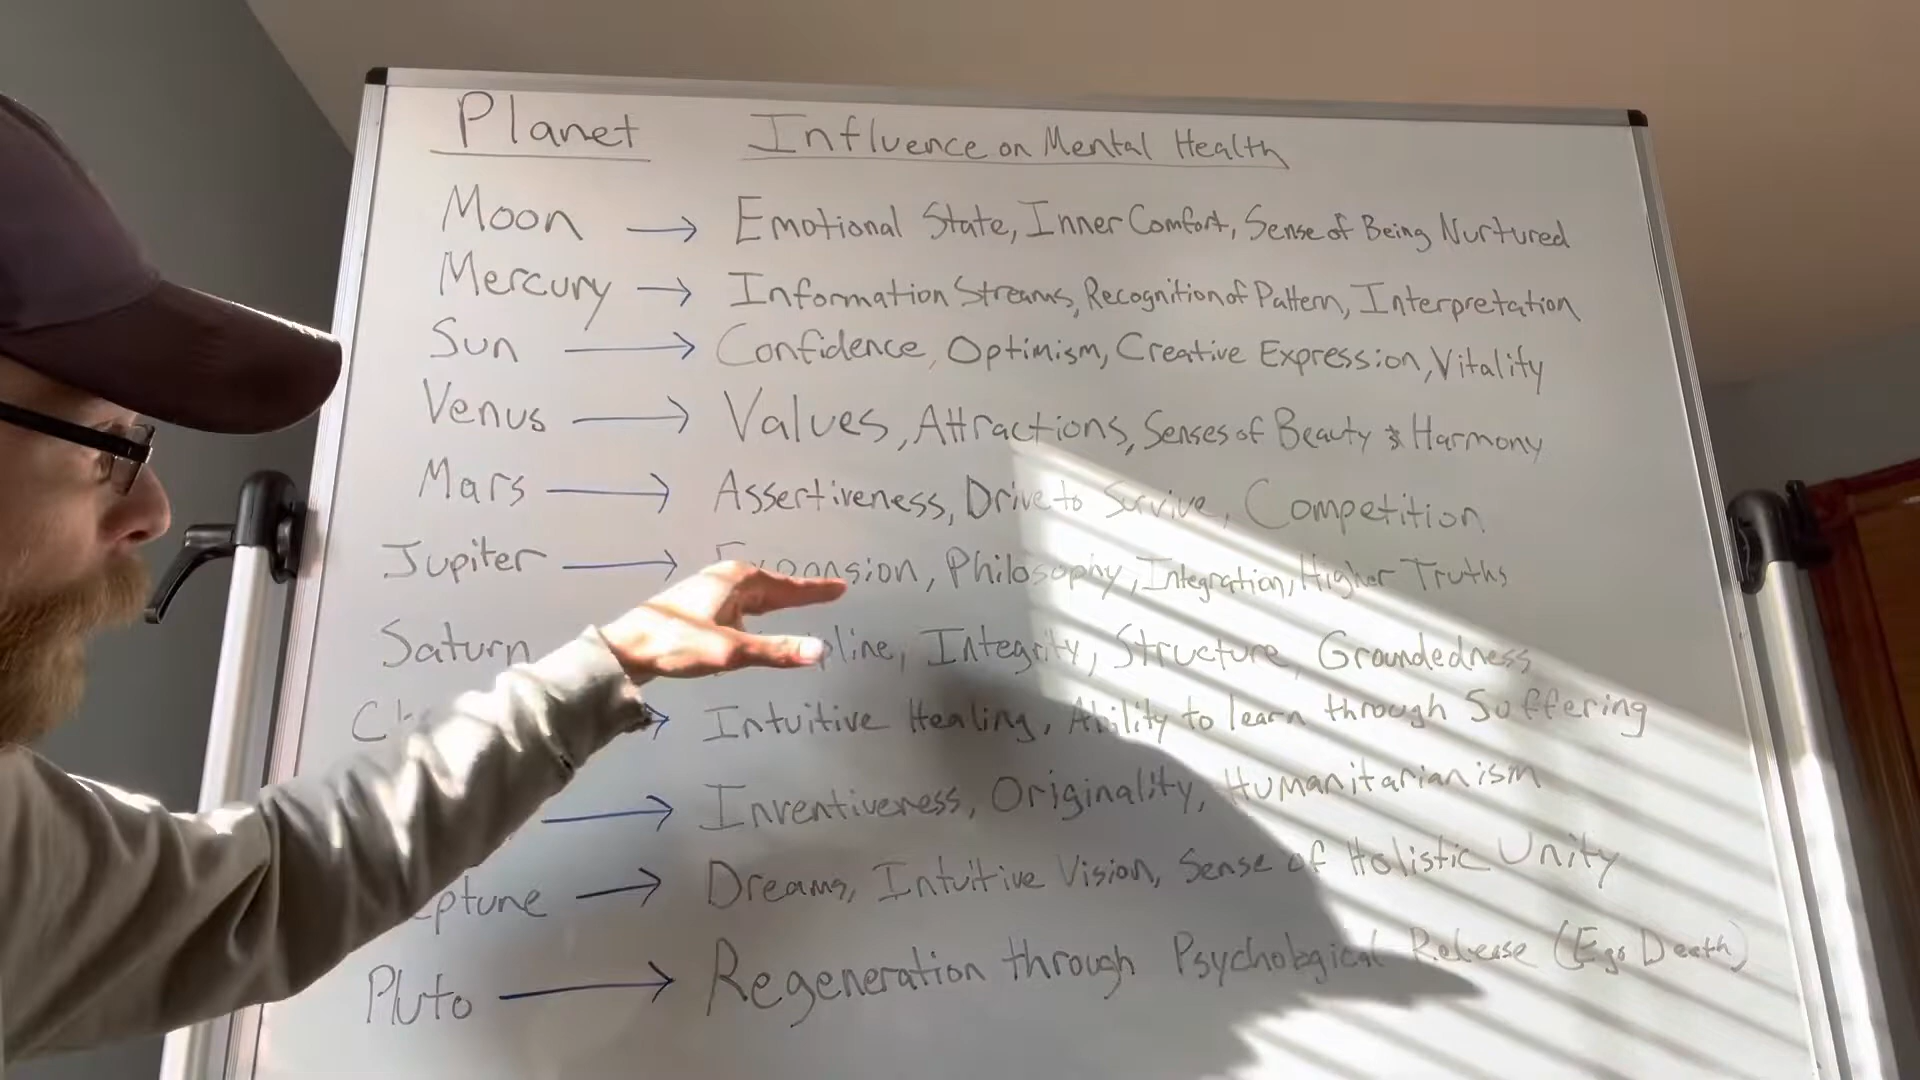 Planet Influence on Mental Health
Moon → Emotional State, Inner Comfort, Sense of Being Nurtured
Mercury → Information Streams, Recognition of Pattern, Interpretation
Sun → Confidence, Optimism, Creative Expression, Vitality
Venus → Values, Attractions, Senses of Beauty & Harmony
Mars → Assertiveness, Drive to Survive, Competition
Jupiter → Expansion, Philosophy, Integration, Higher Truths
Saturn Integrity, Structure, Groundedness
→ Intuitive Healing, Ability to learn through Suffering
→ Inventiveness, Originality, Humanitarianism
→ Dreams, Intuitive Vision, Sense of Holistic Unity
Pluto → Regeneration through Psychological Release (Ego Death)